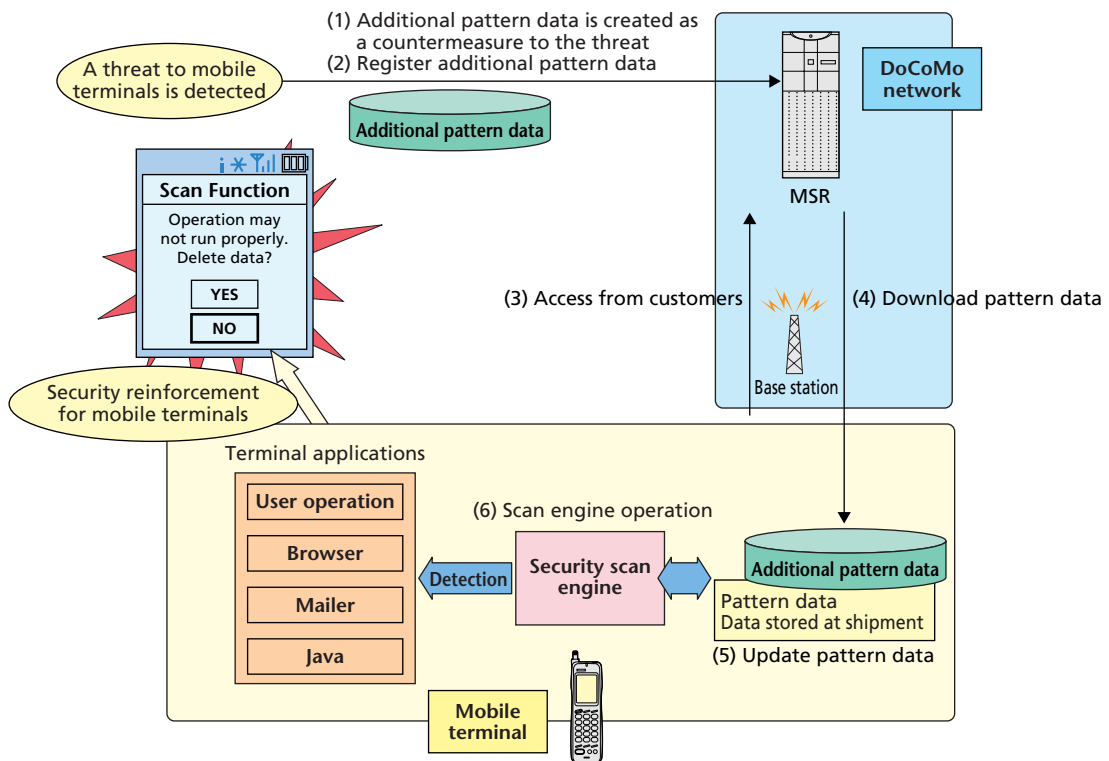 (1) Additional pattern data is created as
a countermeasure to the threat
(2) Register additional pattern data
A threat to mobile
terminals is detected
Additional pattern data
DoCoMo
network
MSR
Scan Function
Operation may
not run properly.
Delete data?
YES
NO
(3) Access from customers
(4) Download pattern data
Base station
Security reinforcement
for mobile terminals
Terminal applications
User operation
Browser
Mailer
Java
(6) Scan engine operation
Detection
Security scan
engine
Additional pattern data
Pattern data
Data stored at shipment
(5) Update pattern data
Mobile
terminal